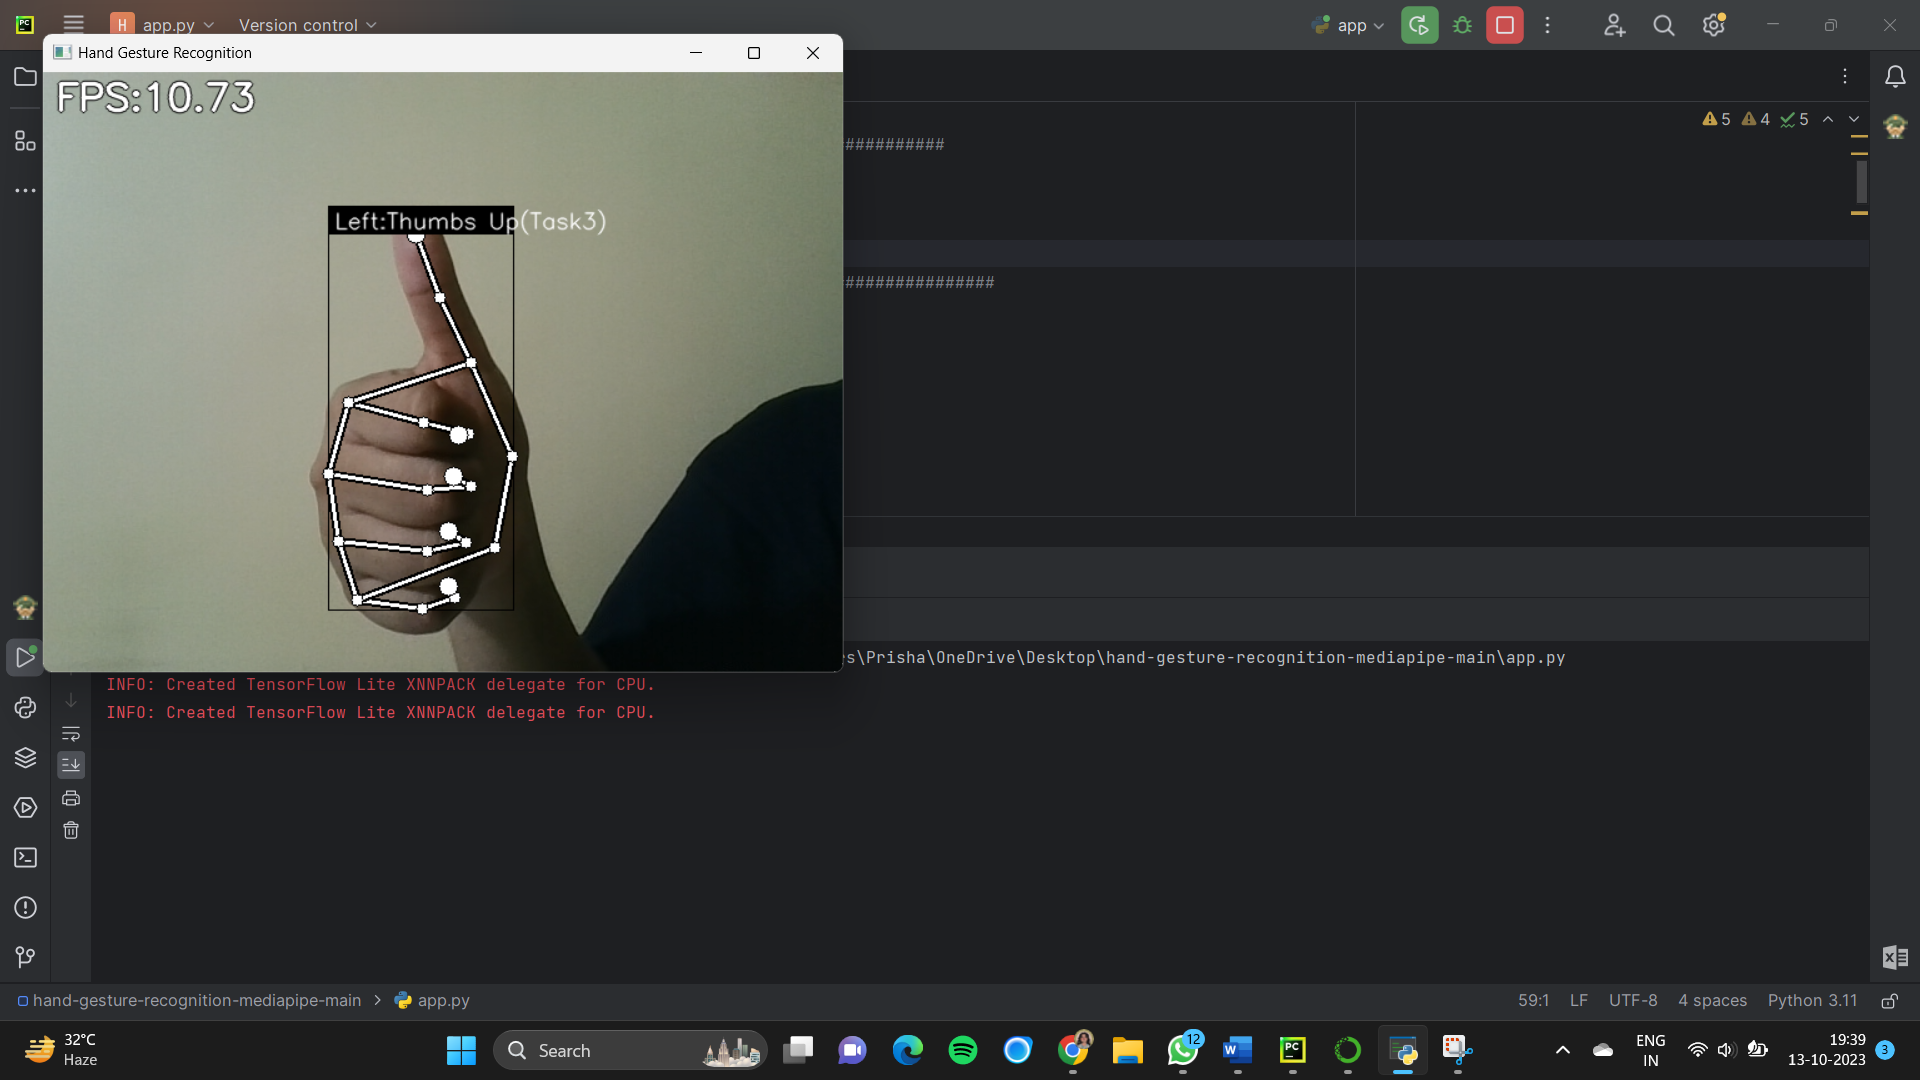 PC
H
app.py
Version control
app
Hand Gesture Recognition
FPS:10.73
Left:Thumbs Up(Task3)
5
4
5
##########
###############
s\Prisha\OneDrive\Desktop\hand-gesture-recognition-mediapipe-main\app.py
INFO: Created TensorFlow Lite XNNPACK delegate for CPU.
INFO: Created TensorFlow Lite XNNPACK delegate for CPU.
hand-gesture-recognition-mediapipe-main > app.py
59:1 LF UTF-8 4 spaces Python 3.11
32°C
Haze
Search
12
W
PC
ENG
IN
19:39
13-10-2023
3